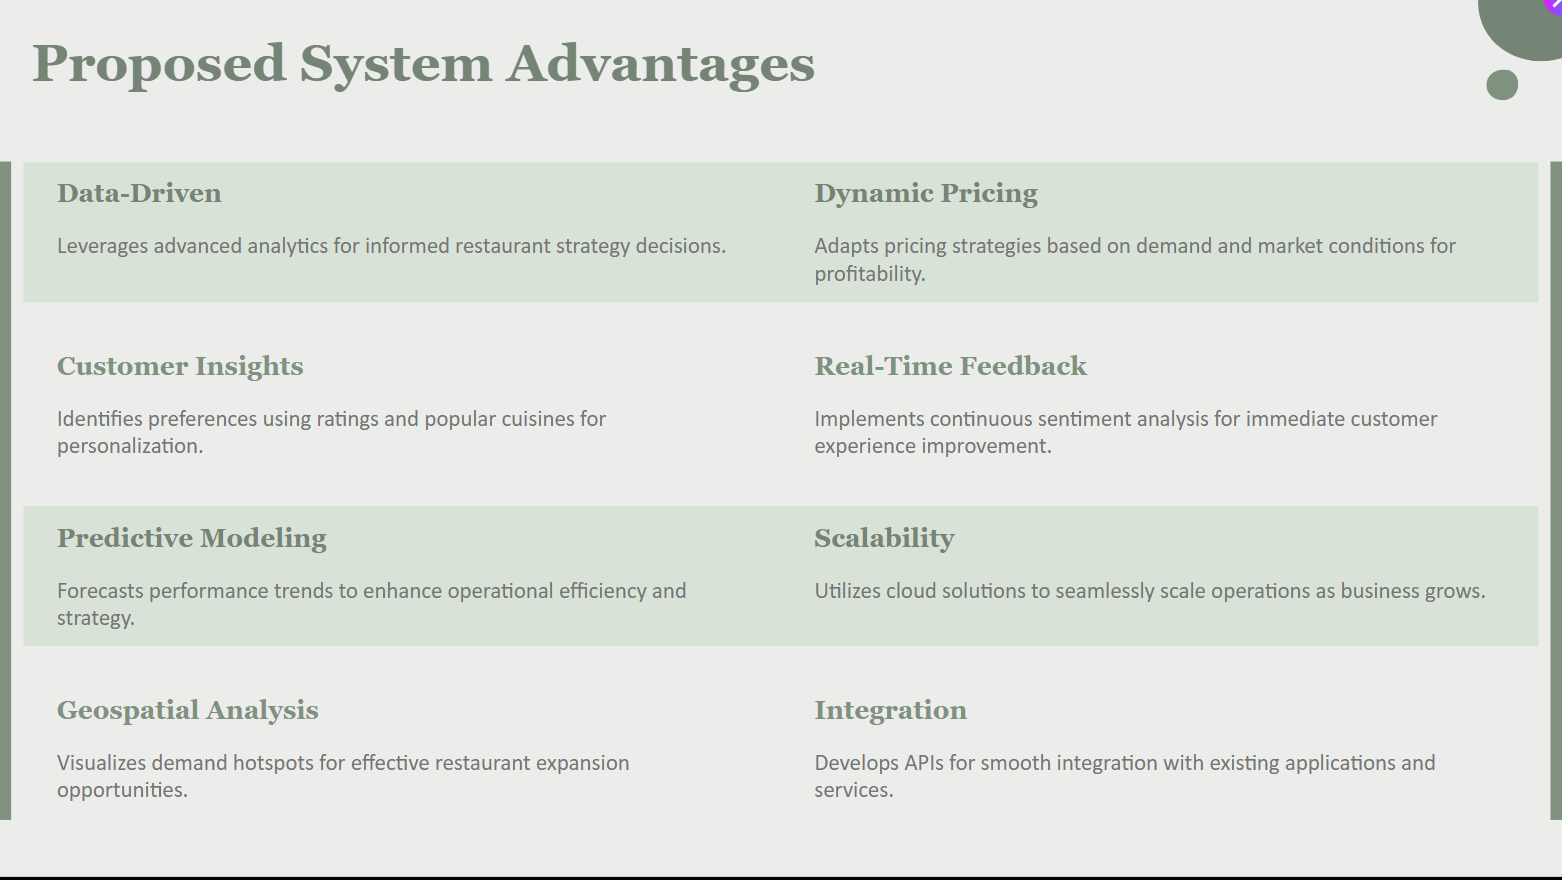 Proposed System Advantages
Data-Driven
Leverages advanced analytics for informed restaurant strategy decisions.
Dynamic Pricing
Adapts pricing strategies based on demand and market conditions for
profitability.
Customer Insights
Identifies preferences using ratings and popular cuisines for
personalization.
Real-Time Feedback
Implements continuous sentiment analysis for immediate customer
experience improvement.
Predictive Modeling
Forecasts performance trends to enhance operational efficiency and
strategy.
Scalability
Utilizes cloud solutions to seamlessly scale operations as business grows.
Geospatial Analysis
Visualizes demand hotspots for effective restaurant expansion
opportunities.
Integration
Develops APIs for smooth integration with existing applications and
services.